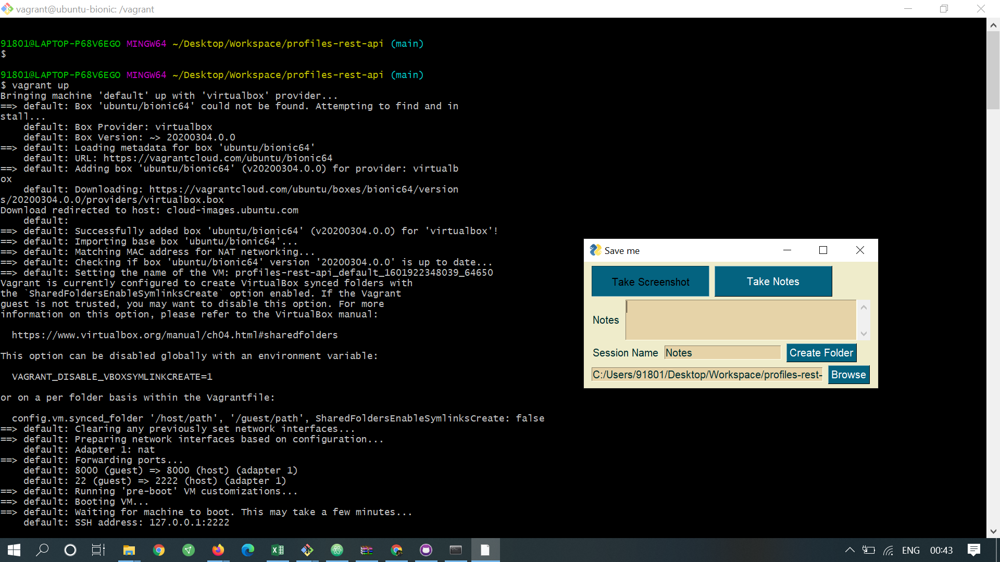 vagrant@ubuntu-bionic: /vagrant
91801@LAPTOP-P68V6EGO MINGW64 ~/Desktop/Workspace/profiles-rest-api (main)
$
91801@LAPTOP-P68V6EGO MINGW64 ~/Desktop/Workspace/profiles-rest-api (main)
$ vagrant up
Bringing machine 'default' up with 'virtualbox' provider...
==> default: Box 'ubuntu/bionic64' could not be found. Attempting to find and in
stall...
    default: Box Provider: virtualbox
    default: Box Version: ~> 20200304.0.0
==> default: Loading metadata for box 'ubuntu/bionic64'
    default: URL: https://vagrantcloud.com/ubuntu/bionic64
==> default: Adding box 'ubuntu/bionic64' (v20200304.0.0) for provider: virtualb
ox
    default: Downloading: https://vagrantcloud.com/ubuntu/boxes/bionic64/version
s/20200304.0.0/providers/virtualbox.box
Download redirected to host: cloud-images.ubuntu.com
    default:
==> default: Successfully added box 'ubuntu/bionic64' (v20200304.0.0) for 'virtualbox'!
==> default: Importing base box 'ubuntu/bionic64'...
==> default: Matching MAC address for NAT networking...
==> default: Checking if box 'ubuntu/bionic64' version '20200304.0.0' is up to date...
==> default: Setting the name of the VM: profiles-rest-api_default_1601922348039_64650
Vagrant is currently configured to create VirtualBox synced folders with
the `SharedFoldersEnableSymlinksCreate` option enabled. If the Vagrant
guest is not trusted, you may want to disable this option. For more
information on this option, please refer to the VirtualBox manual:
  https://www.virtualbox.org/manual/ch04.html#sharedfolders
This option can be disabled globally with an environment variable:
  VAGRANT_DISABLE_VBOXSYMLINKCREATE=1
or on a per folder basis within the Vagrantfile:
  config.vm.synced_folder '/host/path', '/guest/path', SharedFoldersEnableSymlinksCreate: false
==> default: Clearing any previously set network interfaces...
==> default: Preparing network interfaces based on configuration...
    default: Adapter 1: nat
==> default: Forwarding ports...
    default: 8000 (guest) => 8000 (host) (adapter 1)
    default: 22 (guest) => 2222 (host) (adapter 1)
==> default: Running 'pre-boot' VM customizations...
==> default: Booting VM...
==> default: Waiting for machine to boot. This may take a few minutes...
    default: SSH address: 127.0.0.1:2222
Save me
Take Screenshot Take Notes
Notes
Session Name Notes Create Folder
C:/Users/91801/Desktop/Workspace/profiles-rest- Browse
ENG 00:43